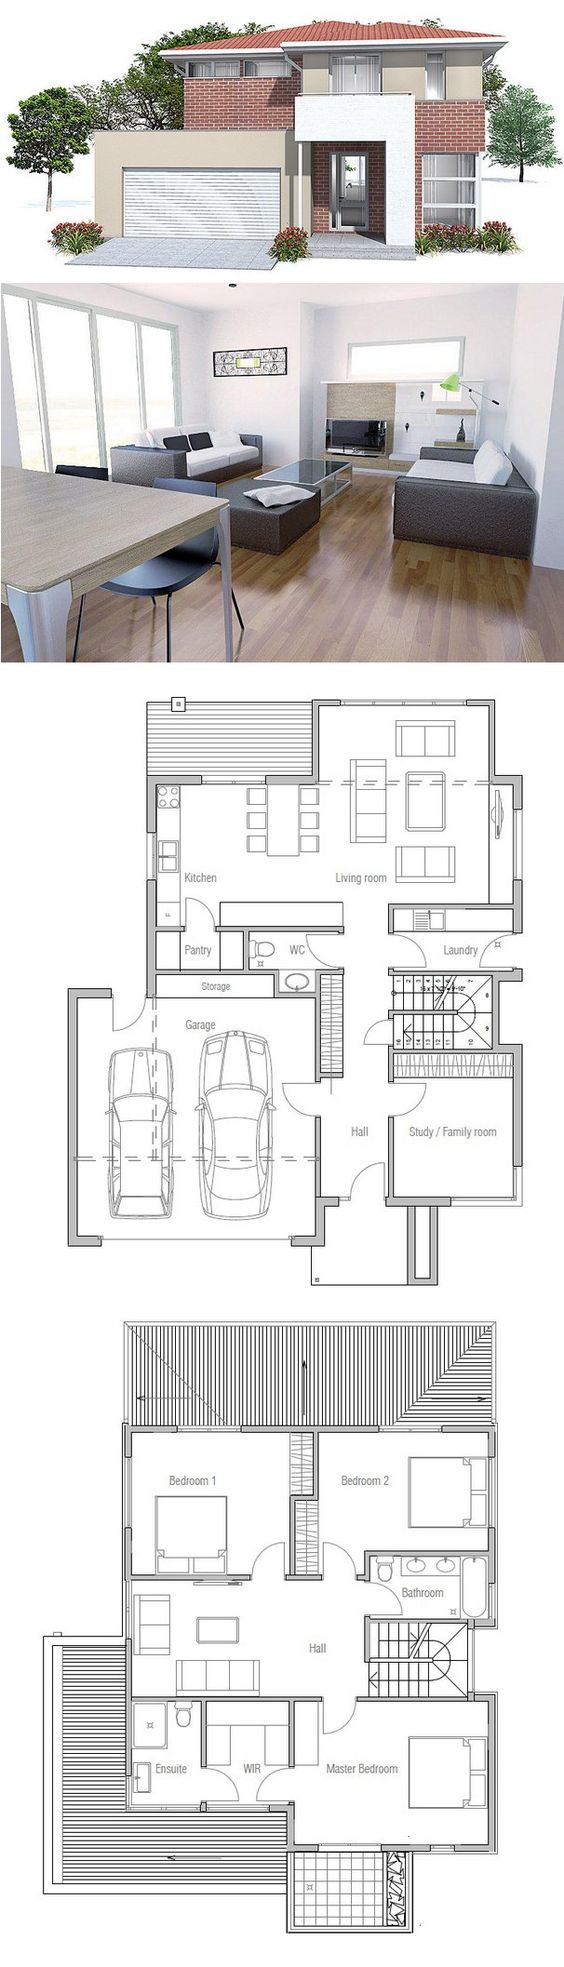 Kitchen
Living room
F
Pantry
WC
Laundry
Storage
Garage
Hall
Study / Family room
Bedroom 1
Bedroom 2
Bathroom
Hall
Ensuite
WIR
Master Bedroom